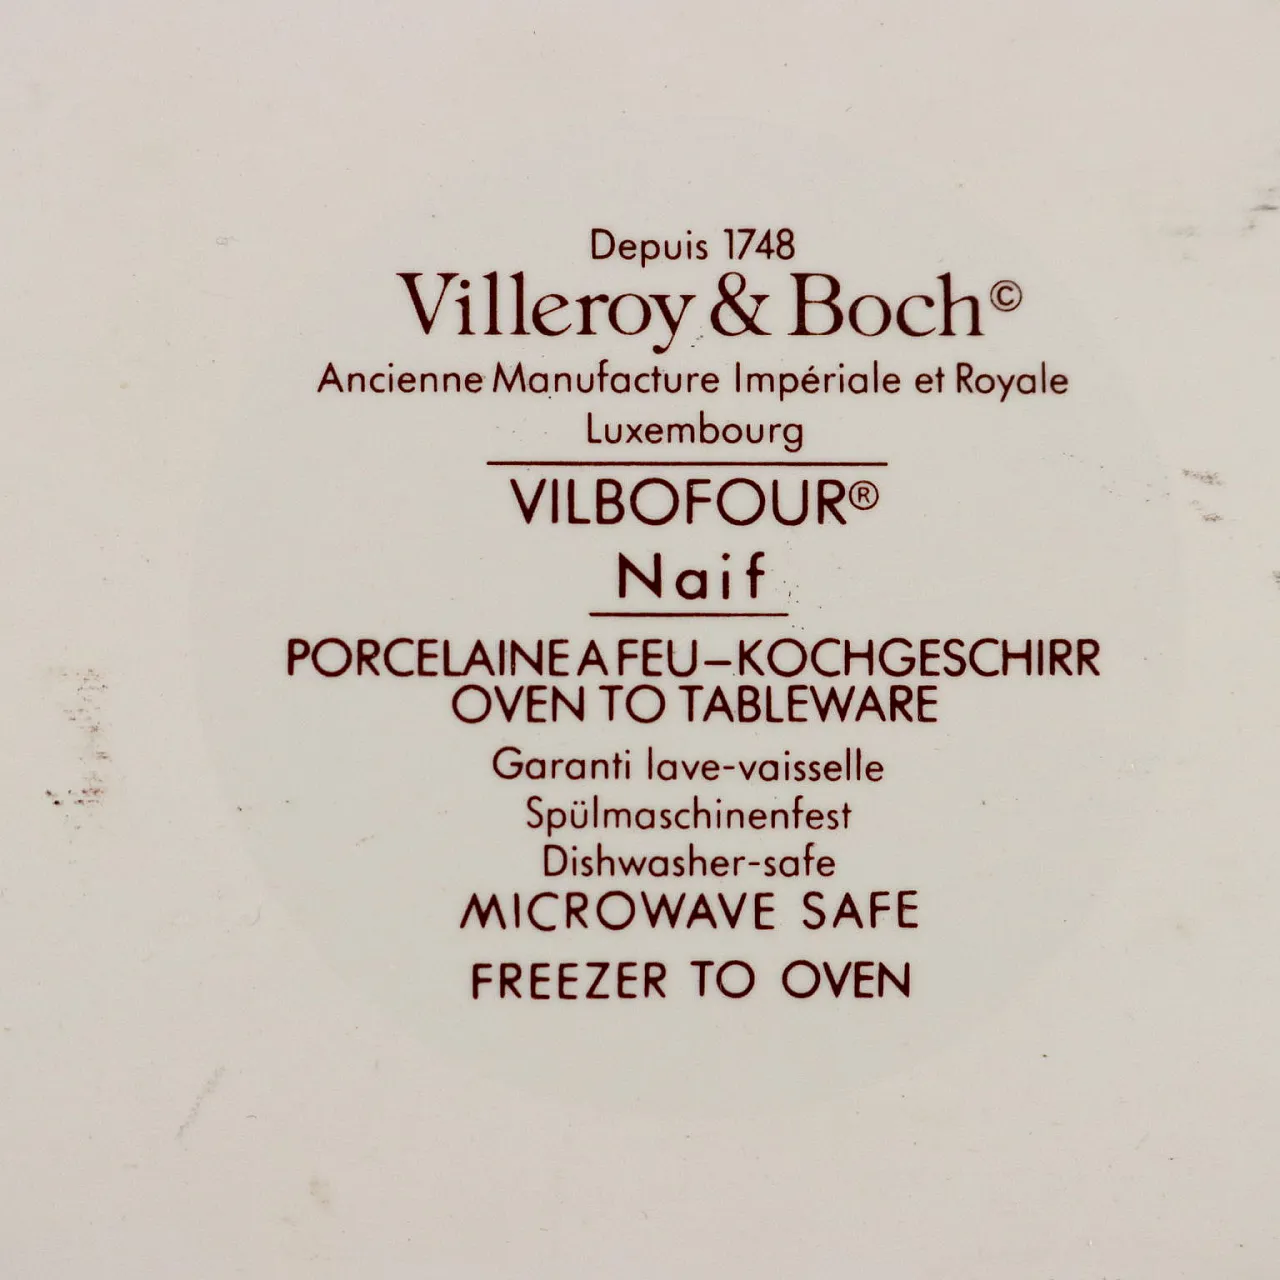 Depuis 1748
Villeroy & Boch©
Ancienne Manufacture Impériale et Royale
Luxembourg
VILBOFOUR®
Naif
PORCELAINE A FEU–KOCHGESCHIRR
OVEN TO TABLEWARE
Garanti lave-vaisselle
Spülmaschinenfest
Dishwasher-safe
MICROWAVE SAFE
FREEZER TO OVEN